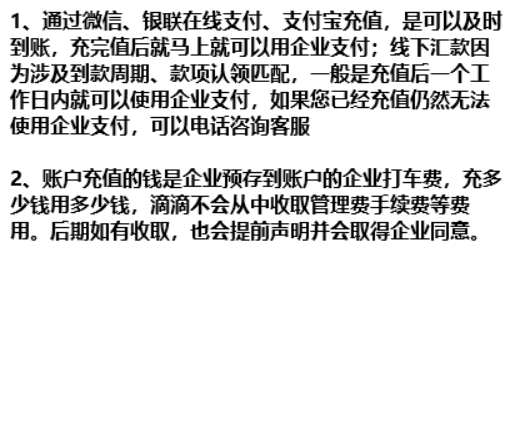 1、通过微信、银联在线支付、支付宝充值，是可以及时
到账，充完值后就马上就可以用企业支付；线下汇款因
为涉及到款周期、款项认领匹配，一般是充值后一个工
作日内就可以使用企业支付，如果您已经充值仍然无法
使用企业支付，可以电话咨询客服
2、账户充值的钱是企业预存到账户的企业打车费，充多
少钱用多少钱，滴滴不会从中收取管理费手续费等费
用。后期如有收取，也会提前声明并会取得企业同意。